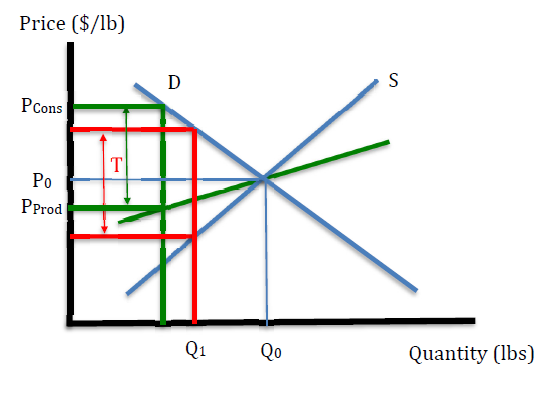 Price ($/lb)
D
S
PCons
T
P0
PProd
Q1
Q0
Quantity (lbs)